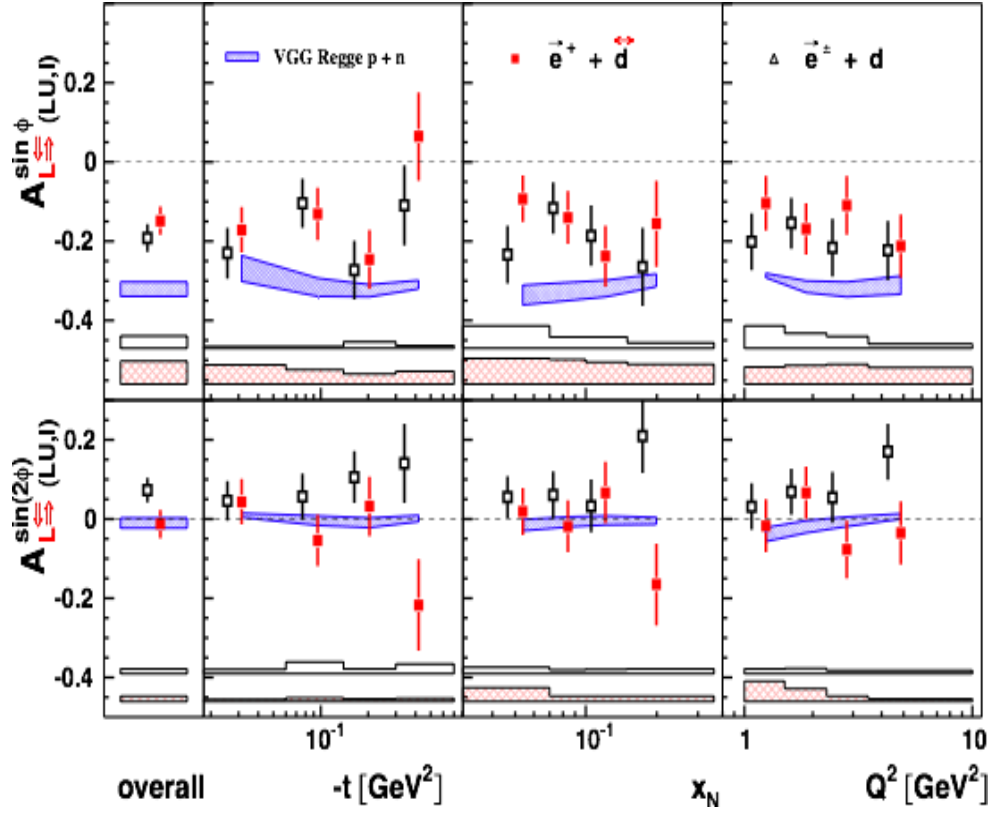 VGG Regge p + n
e⃗ ⁺ + d⃡
e⃗ ± + d
A sin ϕ L⇆⇒ (LU,I)
0.2
0
-0.2
-0.4
A sin(2ϕ) L⇆⇒ (LU,I)
0.2
0
-0.2
-0.4
10⁻¹
10⁻¹
1
10
overall
-t [GeV²]
x_N
Q² [GeV²]